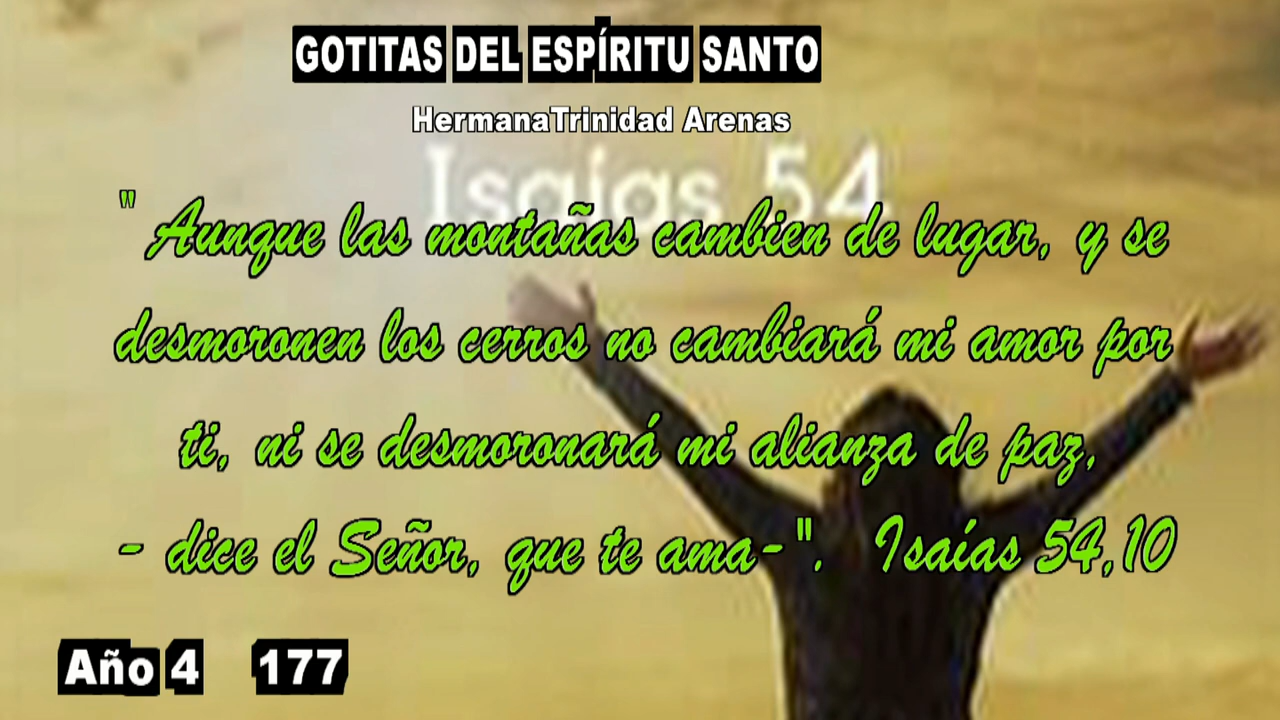 GOTITAS DEL ESPÍRITU SANTO
HermanaTrinidad Arenas
Isaías 54
" Aunque las montañas cambien de lugar, y se
desmoronen los cerros no cambiará mi amor por
ti, ni se desmoronará mi alianza de paz,
- dice el Señor, que te ama-". Isaías 54,10
Año 4 177